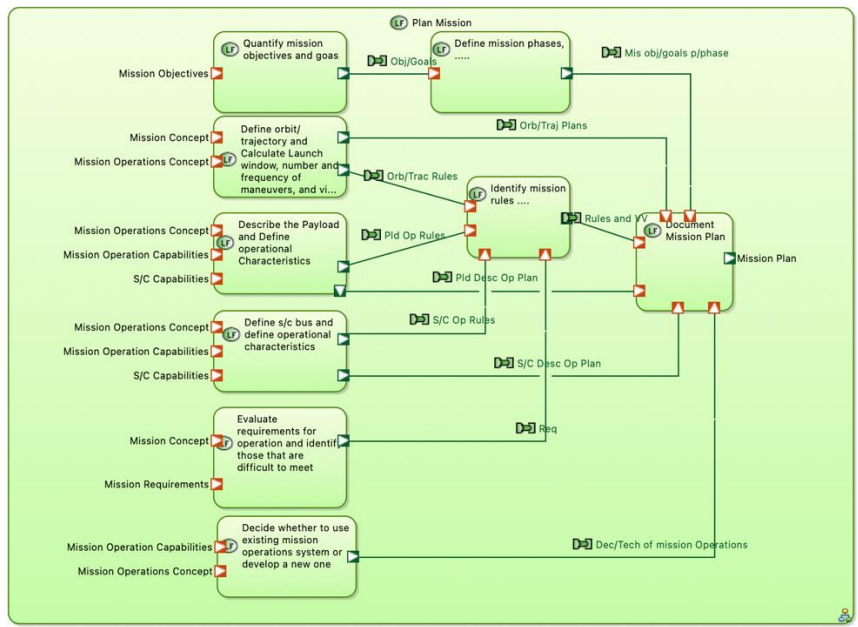 LF Plan Mission
LF Quantify mission
objectives and goas
Mission Objectives
Obj/Goals
LF Define mission phases,
.....
Mis obj/goals p/phase
LF Define orbit/
trajectory and
Calculate Launch
window, number and
frequency of
maneuvers, and vi...
Mission Concept
Mission Operations Concept
Orb/Traj Plans
Orb/Trac Rules
LF Identify mission
rules ....
Rules and VV
LF Document
Mission Plan
Mission Plan
LF Describe the Payload
and Define
operational
Characteristics
Mission Operations Concept
Mission Operation Capabilities
S/C Capabilities
Pld Op Rules
Pld Desc Op Plan
LF Define s/c bus and
define operational
characteristics
Mission Operations Concept
Mission Operation Capabilities
S/C Capabilities
S/C Op Rules
S/C Desc Op Plan
LF Evaluate
requirements for
operation and identif
those that are
difficult to meet
Mission Concept
Mission Requirements
Req
LF Decide whether to use
existing mission
operations system or
develop a new one
Mission Operation Capabilities
Mission Operations Concept
Dec/Tech of mission Operations